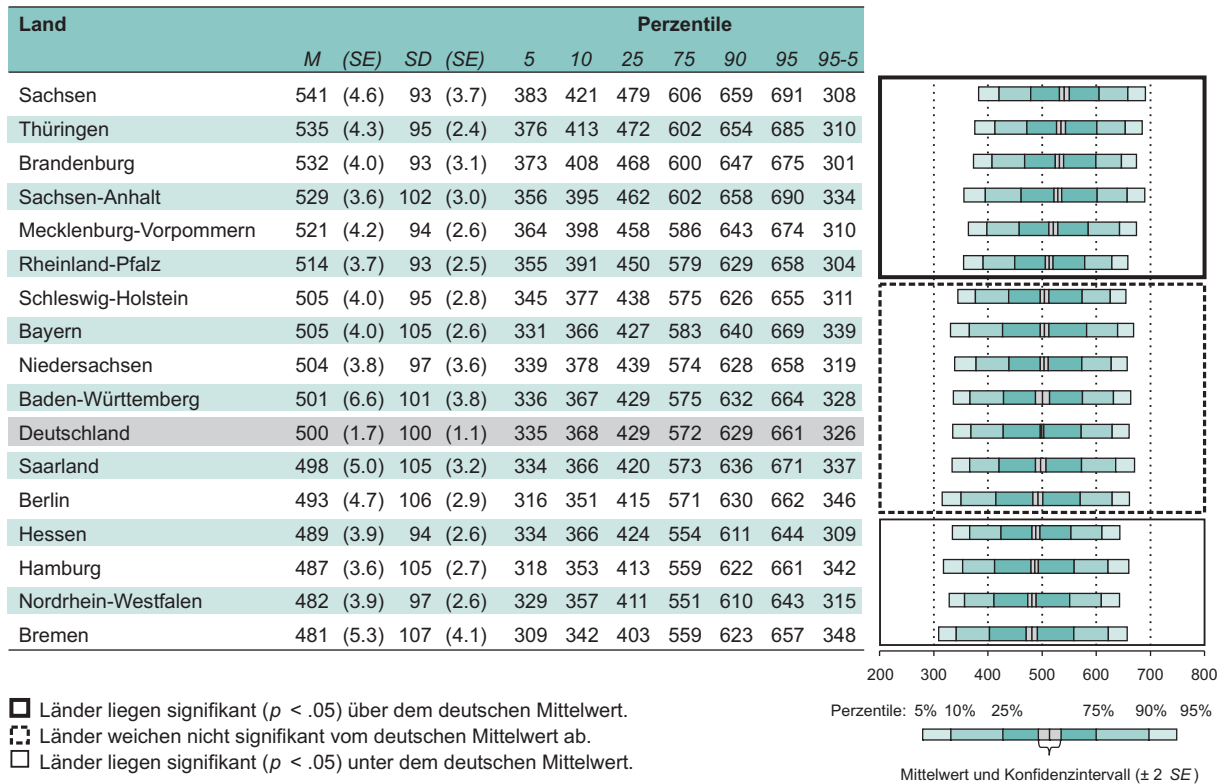 Land Perzentile
M (SE) SD (SE) 5 10 25 75 90 95 95-5
Sachsen 541 (4.6) 93 (3.7) 383 421 479 606 659 691 308
Thüringen 535 (4.3) 95 (2.4) 376 413 472 602 654 685 310
Brandenburg 532 (4.0) 93 (3.1) 373 408 468 600 647 675 301
Sachsen-Anhalt 529 (3.6) 102 (3.0) 356 395 462 602 658 690 334
Mecklenburg-Vorpommern 521 (4.2) 94 (2.6) 364 398 458 586 643 674 310
Rheinland-Pfalz 514 (3.7) 93 (2.5) 355 391 450 579 629 658 304
Schleswig-Holstein 505 (4.0) 95 (2.8) 345 377 438 575 626 655 311
Bayern 505 (4.0) 105 (2.6) 331 366 427 583 640 669 339
Niedersachsen 504 (3.8) 97 (3.6) 339 378 439 574 628 658 319
Baden-Württemberg 501 (6.6) 101 (3.8) 336 367 429 575 632 664 328
Deutschland 500 (1.7) 100 (1.1) 335 368 429 572 629 661 326
Saarland 498 (5.0) 105 (3.2) 334 366 420 573 636 671 337
Berlin 493 (4.7) 106 (2.9) 316 351 415 571 630 662 346
Hessen 489 (3.9) 94 (2.6) 334 366 424 554 611 644 309
Hamburg 487 (3.6) 105 (2.7) 318 353 413 559 622 661 342
Nordrhein-Westfalen 482 (3.9) 97 (2.6) 329 357 411 551 610 643 315
Bremen 481 (5.3) 107 (4.1) 309 342 403 559 623 657 348
200 300 400 500 600 700 800
Länder liegen signifikant (p < .05) über dem deutschen Mittelwert.
Länder weichen nicht signifikant vom deutschen Mittelwert ab.
Länder liegen signifikant (p < .05) unter dem deutschen Mittelwert.
Perzentile: 5% 10% 25% 75% 90% 95%
Mittelwert und Konfidenzintervall (± 2 SE)